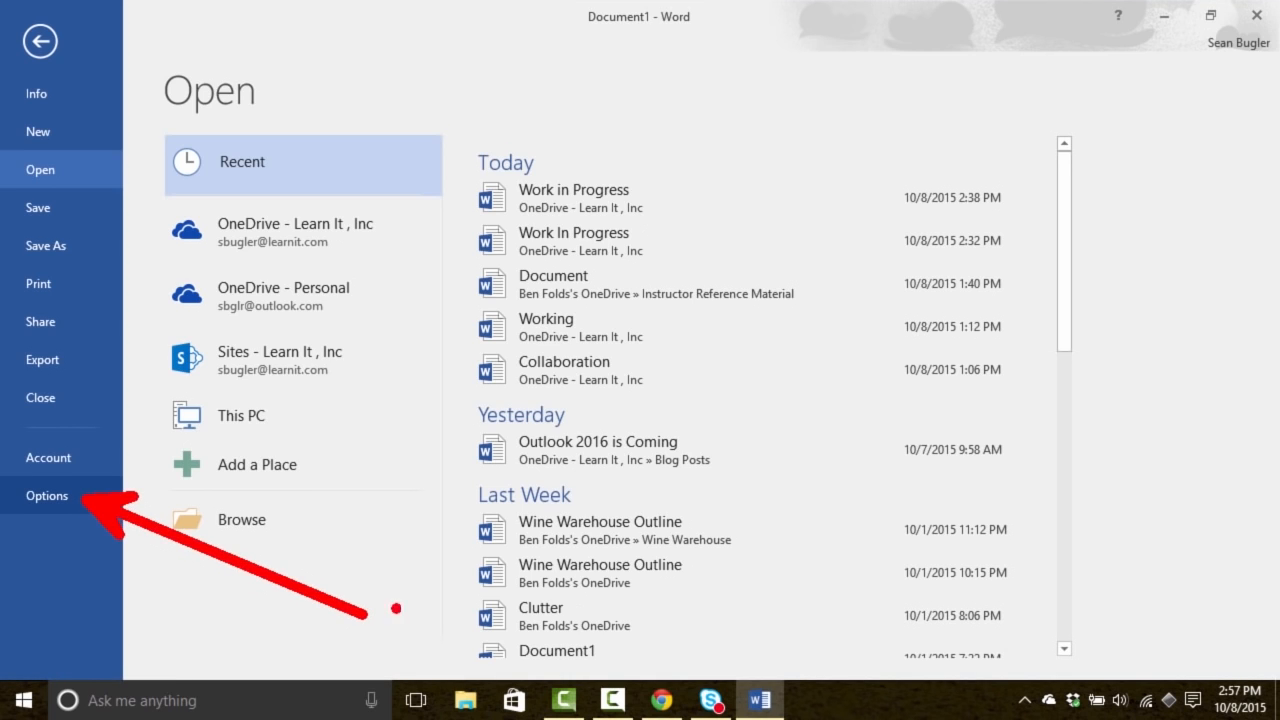 Document1 - Word
?
Sean Bugler
Info
New
Open
Save
Save As
Print
Share
Export
Close
Account
Options
Open
Recent
OneDrive - Learn It , Inc
sbugler@learnit.com
OneDrive - Personal
sbglr@outlook.com
Sites - Learn It , Inc
sbugler@learnit.com
This PC
Add a Place
Browse
Today
Work in Progress 10/8/2015 2:38 PM
OneDrive - Learn It , Inc
Work In Progress 10/8/2015 2:32 PM
OneDrive - Learn It , Inc
Document 10/8/2015 1:40 PM
Ben Folds's OneDrive » Instructor Reference Material
Working 10/8/2015 1:12 PM
OneDrive - Learn It , Inc
Collaboration 10/8/2015 1:06 PM
OneDrive - Learn It , Inc
Yesterday
Outlook 2016 is Coming 10/7/2015 9:58 AM
OneDrive - Learn It , Inc » Blog Posts
Last Week
Wine Warehouse Outline 10/1/2015 11:12 PM
Ben Folds's OneDrive » Wine Warehouse
Wine Warehouse Outline 10/1/2015 10:15 PM
Ben Folds's OneDrive
Clutter 10/1/2015 8:06 PM
Ben Folds's OneDrive
Document1
Ask me anything
2:57 PM
10/8/2015